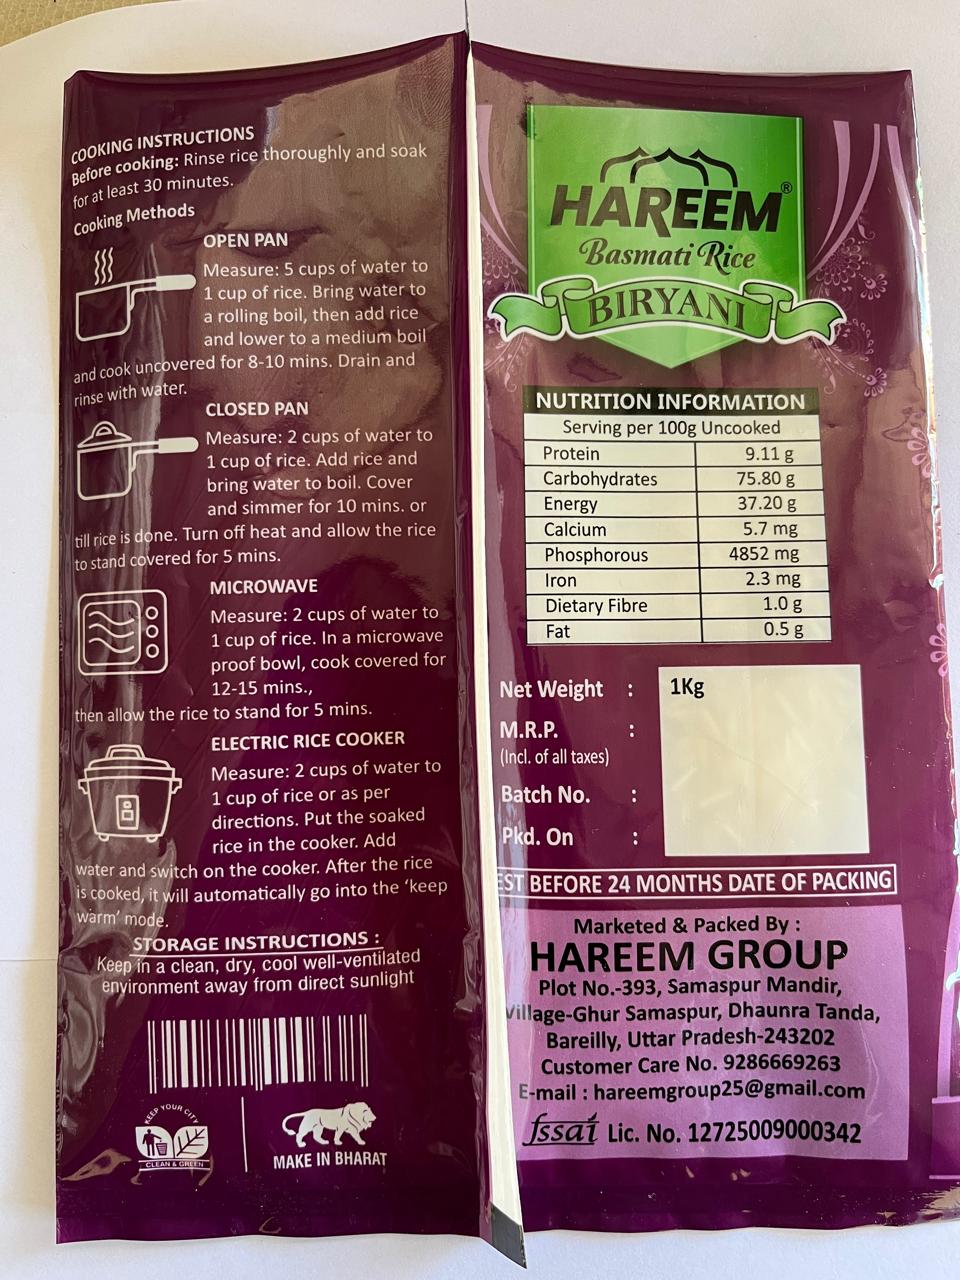 COOKING INSTRUCTIONS
Before cooking: Rinse rice thoroughly and soak
for at least 30 minutes.
Cooking Methods
OPEN PAN
Measure: 5 cups of water to
1 cup of rice. Bring water to
a rolling boil, then add rice
and lower to a medium boil
and cook uncovered for 8-10 mins. Drain and
rinse with water.
CLOSED PAN
Measure: 2 cups of water to
1 cup of rice. Add rice and
bring water to boil. Cover
and simmer for 10 mins. or
till rice is done. Turn off heat and allow the rice
to stand covered for 5 mins.
MICROWAVE
Measure: 2 cups of water to
1 cup of rice. In a microwave
proof bowl, cook covered for
12-15 mins.,
then allow the rice to stand for 5 mins.
ELECTRIC RICE COOKER
Measure: 2 cups of water to
1 cup of rice or as per
directions. Put the soaked
rice in the cooker. Add
water and switch on the cooker. After the rice
is cooked, it will automatically go into the ‘keep
warm’ mode.
STORAGE INSTRUCTIONS :
Keep in a clean, dry, cool well-ventilated
environment away from direct sunlight
KEEP YOUR CITY
CLEAN & GREEN
MAKE IN BHARAT
HAREEM®
Basmati Rice
BIRYANI
NUTRITION INFORMATION
Serving per 100g Uncooked
Protein 9.11 g
Carbohydrates 75.80 g
Energy 37.20 g
Calcium 5.7 mg
Phosphorous 4852 mg
Iron 2.3 mg
Dietary Fibre 1.0 g
Fat 0.5 g
Net Weight : 1Kg
M.R.P. :
(Incl. of all taxes)
Batch No. :
Pkd. On :
EST BEFORE 24 MONTHS DATE OF PACKING
Marketed & Packed By :
HAREEM GROUP
Plot No.-393, Samaspur Mandir,
Village-Ghur Samaspur, Dhaunra Tanda,
Bareilly, Uttar Pradesh-243202
Customer Care No. 9286669263
E-mail : hareemgroup25@gmail.com
fssai Lic. No. 12725009000342